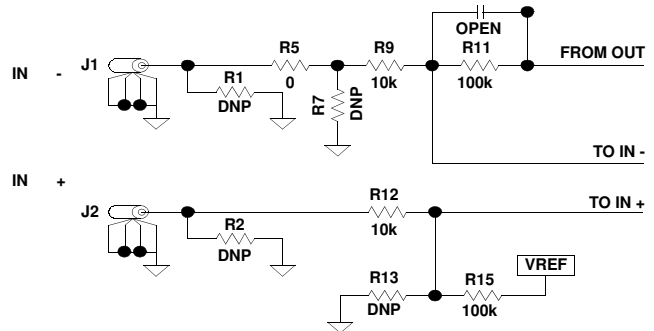 OPEN
J1
R5
R9
R11
FROM OUT
IN -
R1
0
10k
100k
DNP
R7
DNP
TO IN -
IN +
J2
R12
TO IN +
R2
10k
DNP
R13
R15
VREF
DNP
100k